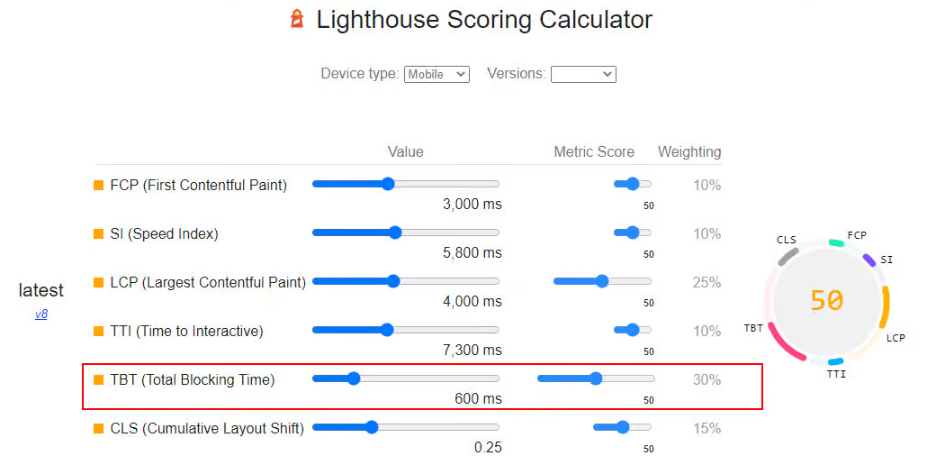 Lighthouse Scoring Calculator
Device type: Mobile Versions:
Value Metric Score Weighting
FCP (First Contentful Paint) 10%
3,000 ms 50
SI (Speed Index) 10%
5,800 ms 50
latest
v8
LCP (Largest Contentful Paint) 25%
4,000 ms 50
TTI (Time to Interactive) 10%
7,300 ms 50
TBT (Total Blocking Time) 30%
600 ms 50
CLS (Cumulative Layout Shift) 15%
0.25 50
CLS FCP
SI
50
TBT
LCP
TTI